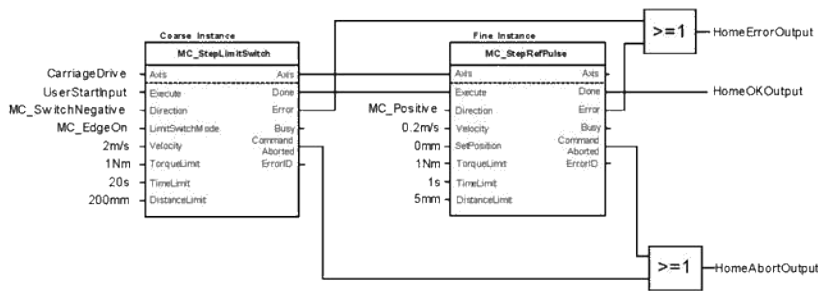 Coarse Instance
MC_StepLimitSwitch
CarriageDrive Axis Axis
UserStartInput Execute Done
MC_SwitchNegative Direction Error
MC_EdgeOn LimitSwitchMode Busy
2m/s Velocity Command Aborted
1Nm TorqueLimit ErrorID
20s TimeLimit
200mm DistanceLimit
Fine Instance
MC_StepRefPulse
Axis Axis
Execute Done
MC_Positive Direction Error
0.2m/s Velocity Busy
0mm SetPosition Command Aborted
1Nm TorqueLimit ErrorID
1s TimeLimit
5mm DistanceLimit
>=1 HomeErrorOutput
HomeOKOutput
>=1 HomeAbortOutput